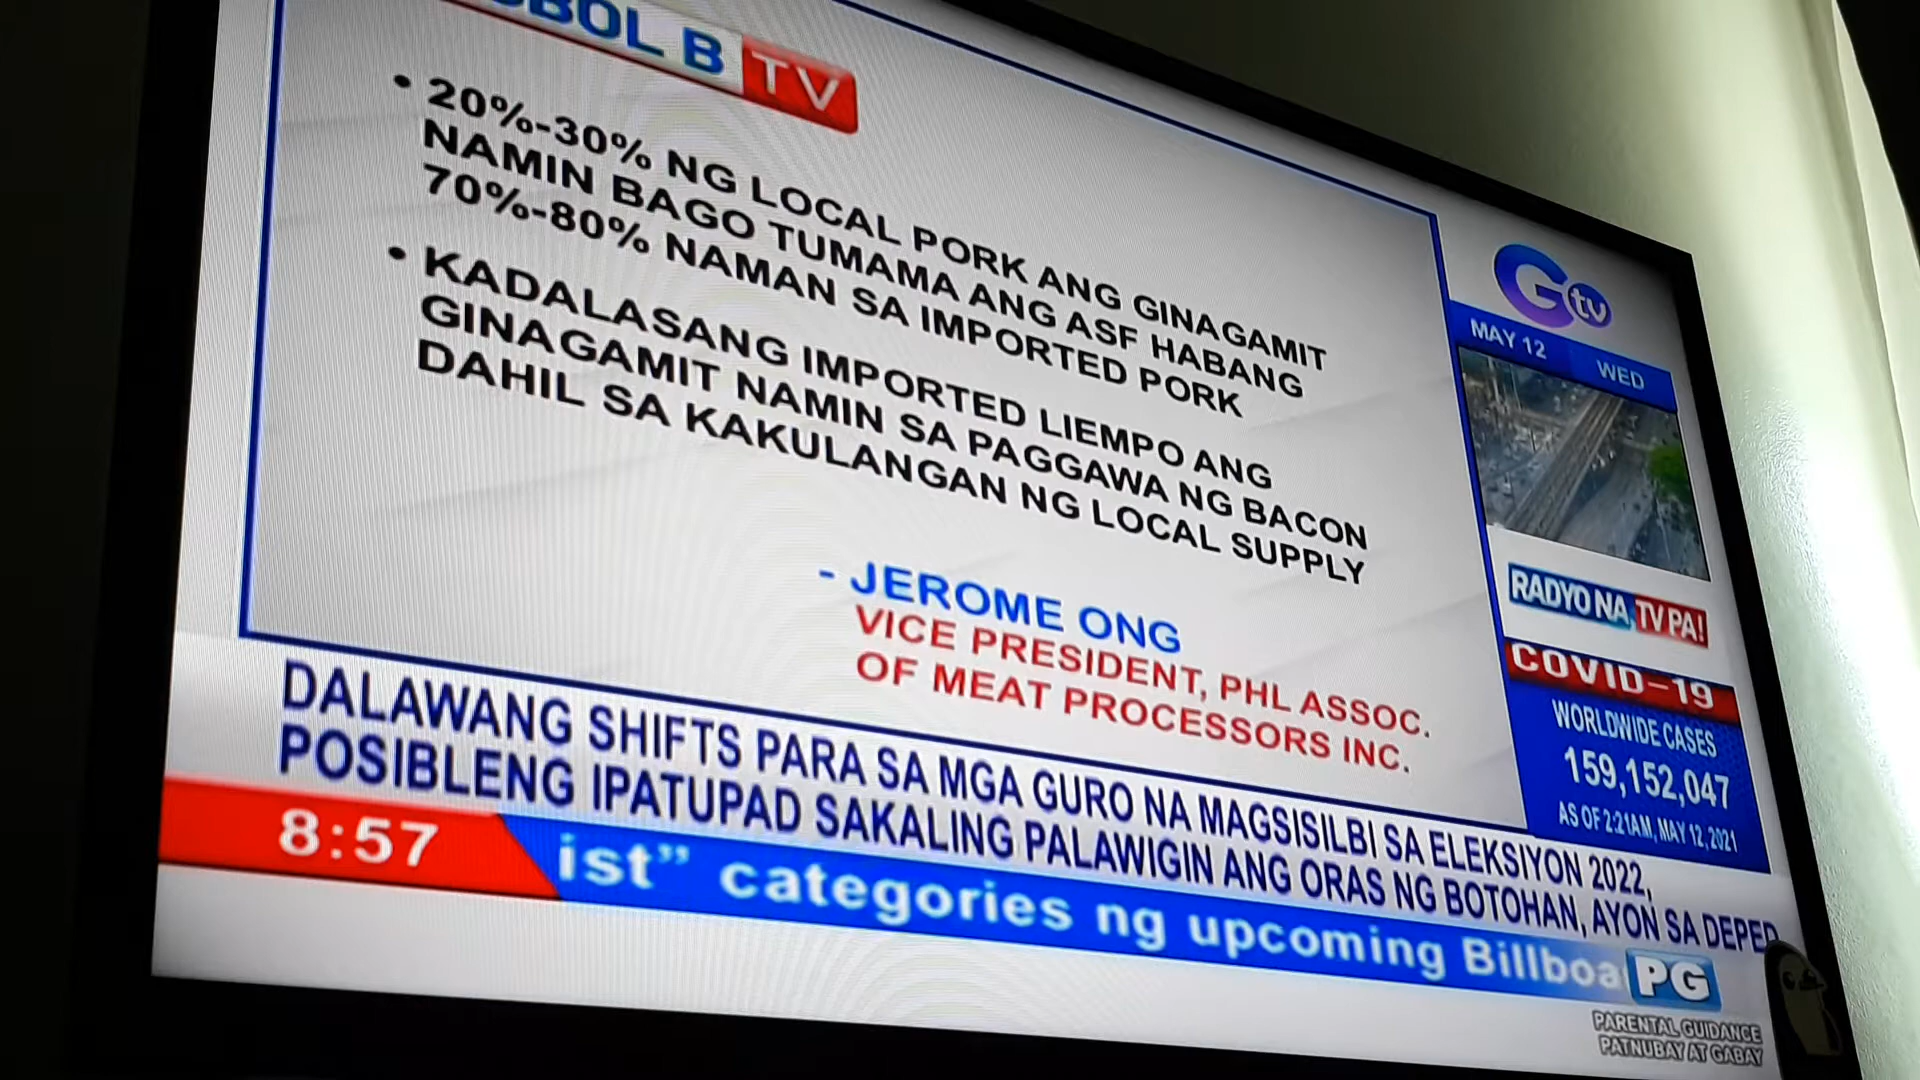 BOL B TV
• 20%-30% NG LOCAL PORK ANG GINAGAMIT
NAMIN BAGO TUMAMA ANG ASF HABANG
70%-80% NAMAN SA IMPORTED PORK
• KADALASANG IMPORTED LIEMPO ANG
GINAGAMIT NAMIN SA PAGGAWA NG BACON
DAHIL SA KAKULANGAN NG LOCAL SUPPLY
- JEROME ONG
VICE PRESIDENT, PHL ASSOC.
OF MEAT PROCESSORS INC.
Gtv
MAY 12 WED
RADYO NA TV PA!
COVID-19
WORLDWIDE CASES
159,152,047
AS OF 2:21AM, MAY 12, 2021
DALAWANG SHIFTS PARA SA MGA GURO NA MAGSISILBI SA ELEKSIYON 2022,
POSIBLENG IPATUPAD SAKALING PALAWIGIN ANG ORAS NG BOTOHAN, AYON SA DEPED
8:57 ist” categories ng upcoming Billboa
PG
PARENTAL GUIDANCE
PATNUBAY AT GABAY